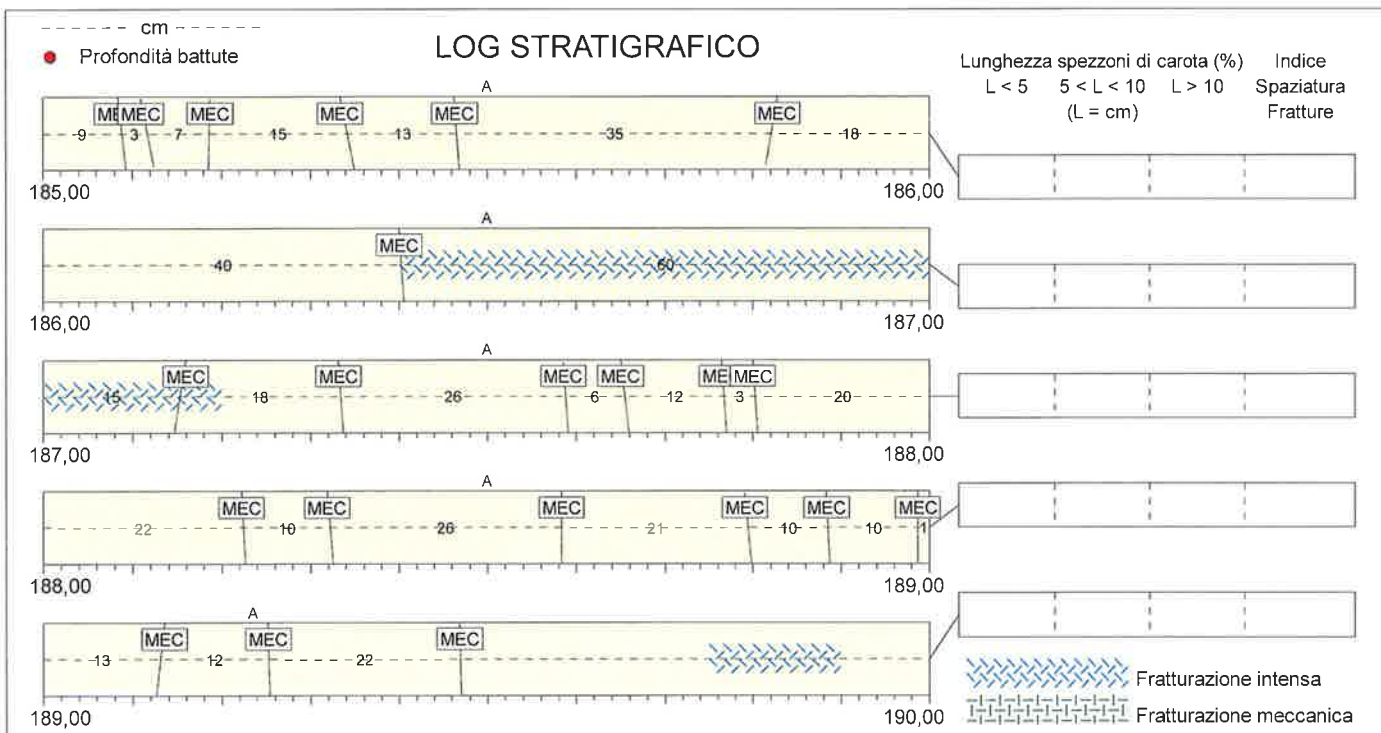 cm
Profondità battute
LOG STRATIGRAFICO
Lunghezza spezzoni di carota (%) Indice
L < 5 5 < L < 10 L > 10 Spaziatura
(L = cm) Fratture
A
MEC MEC MEC MEC MEC
9 3 7 15 13 35 18
185,00 186,00
A
MEC
40 60
186,00 187,00
A
MEC MEC MEC MEC MEC
15 18 26 6 12 3 20
187,00 188,00
A
MEC MEC MEC MEC MEC MEC
22 10 26 21 10 10 1
188,00 189,00
A
MEC MEC MEC
13 12 22
189,00 190,00
Fratturazione intensa
Fratturazione meccanica